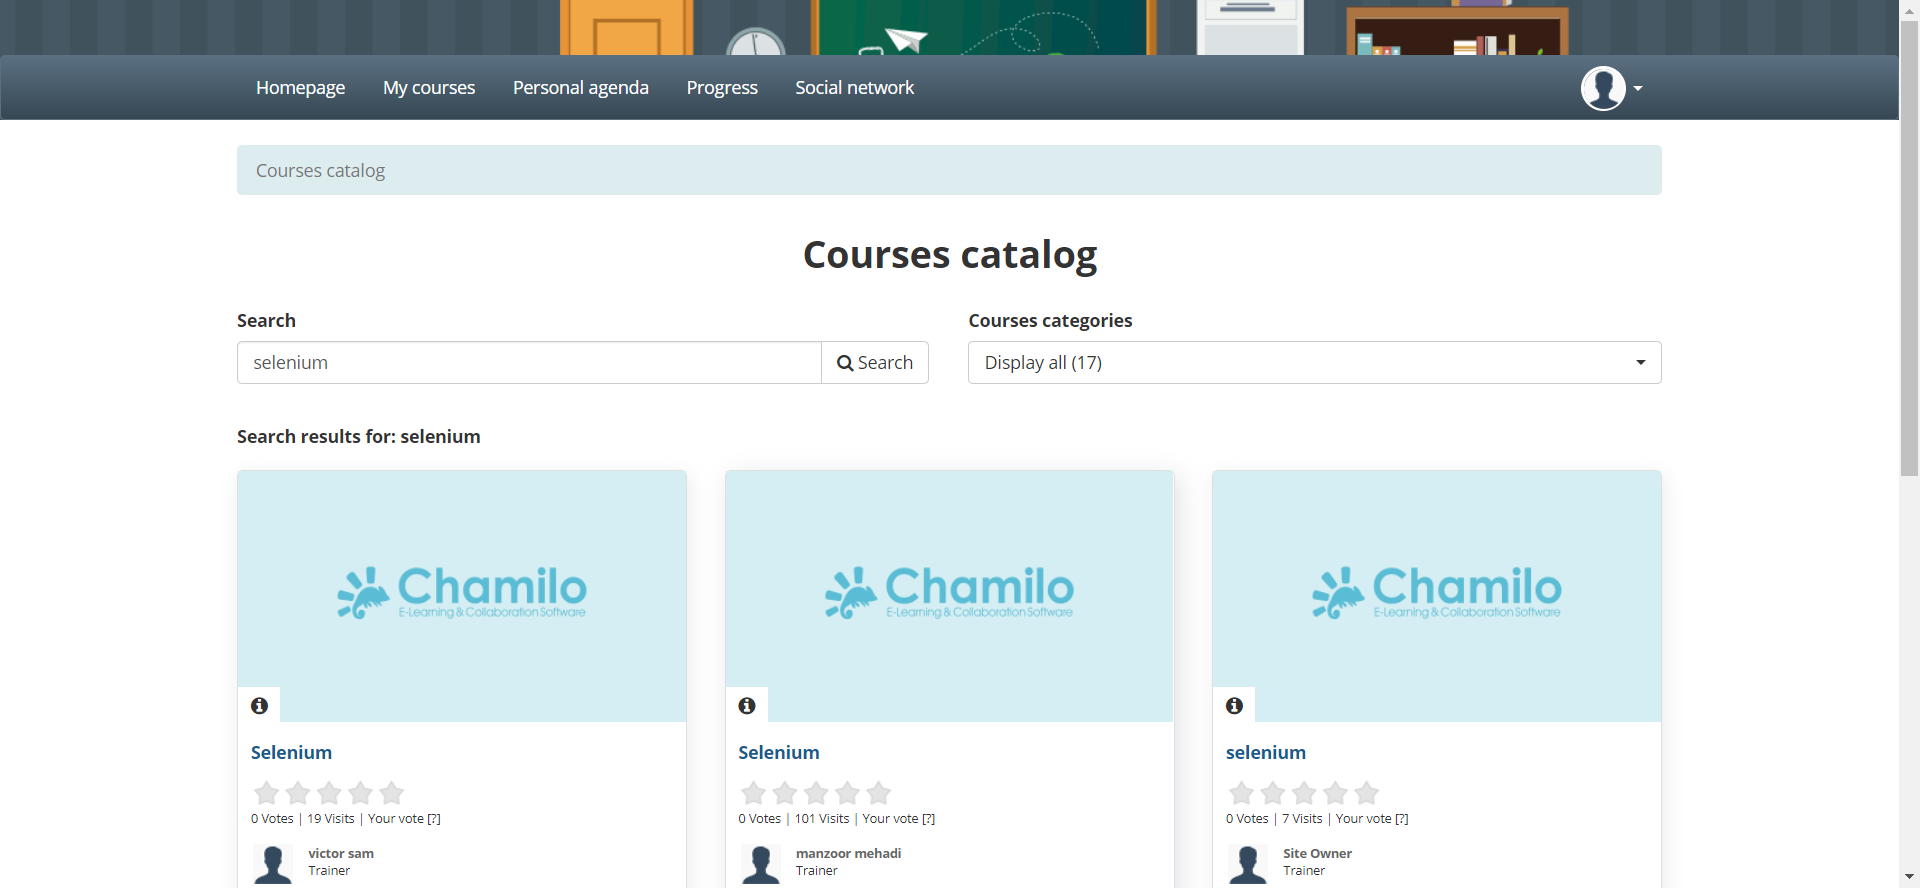 Homepage
My courses
Personal agenda
Progress
Social network
Courses catalog
Courses catalog
Search
Courses categories
selenium
Search
Display all (17)
Search results for: selenium
Chamilo
E-Learning & Collaboration Software
Chamilo
E-Learning & Collaboration Software
Chamilo
E-Learning & Collaboration Software
Selenium
Selenium
selenium
0 Votes | 19 Visits | Your vote [?]
0 Votes | 101 Visits | Your vote [?]
0 Votes | 7 Visits | Your vote [?]
victor sam
Trainer
manzoor mehadi
Trainer
Site Owner
Trainer